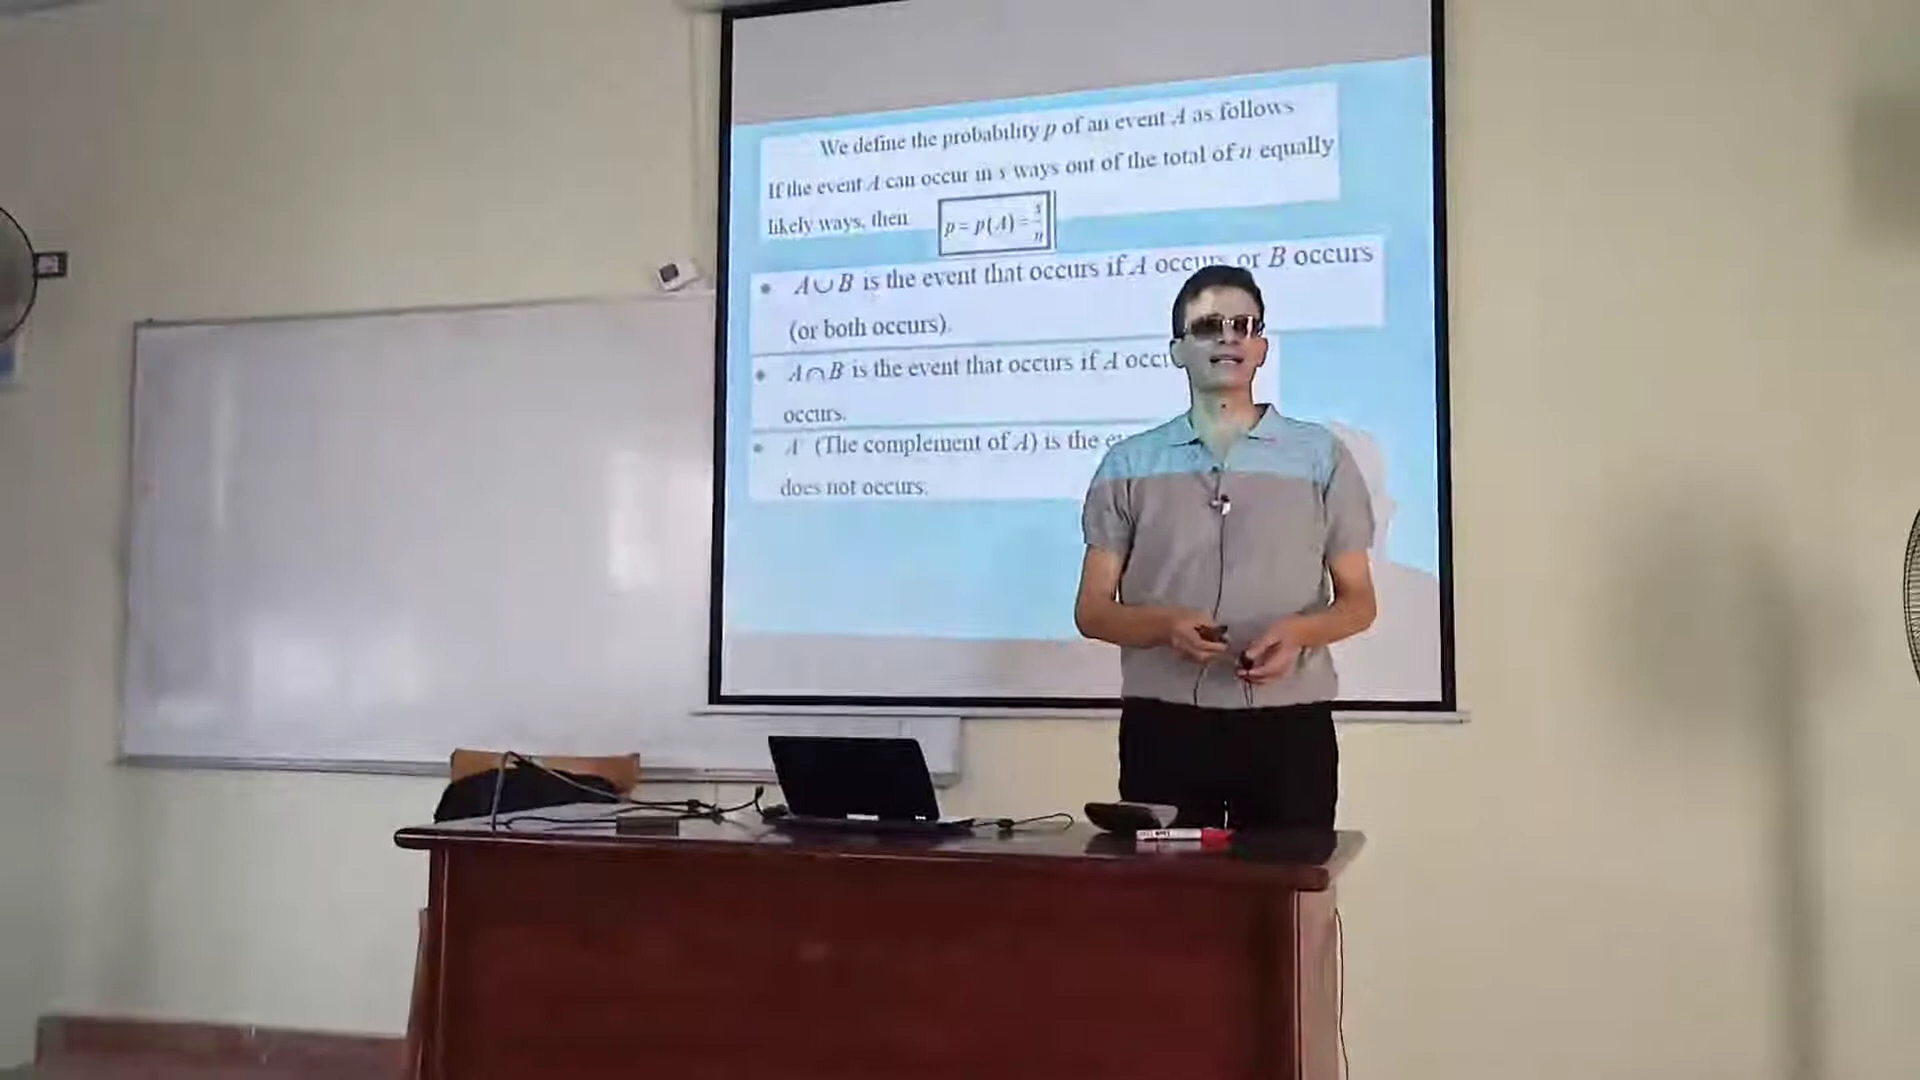 We define the probability p of an event A as follows
If the event A can occur in s ways out of the total of n equally
likely ways, then p = p(A) = s/n
• A∪B is the event that occurs if A occurs or B occurs
(or both occurs).
• A∩B is the event that occurs if A
occurs.
• A (The complement of A) is the
does not occurs.